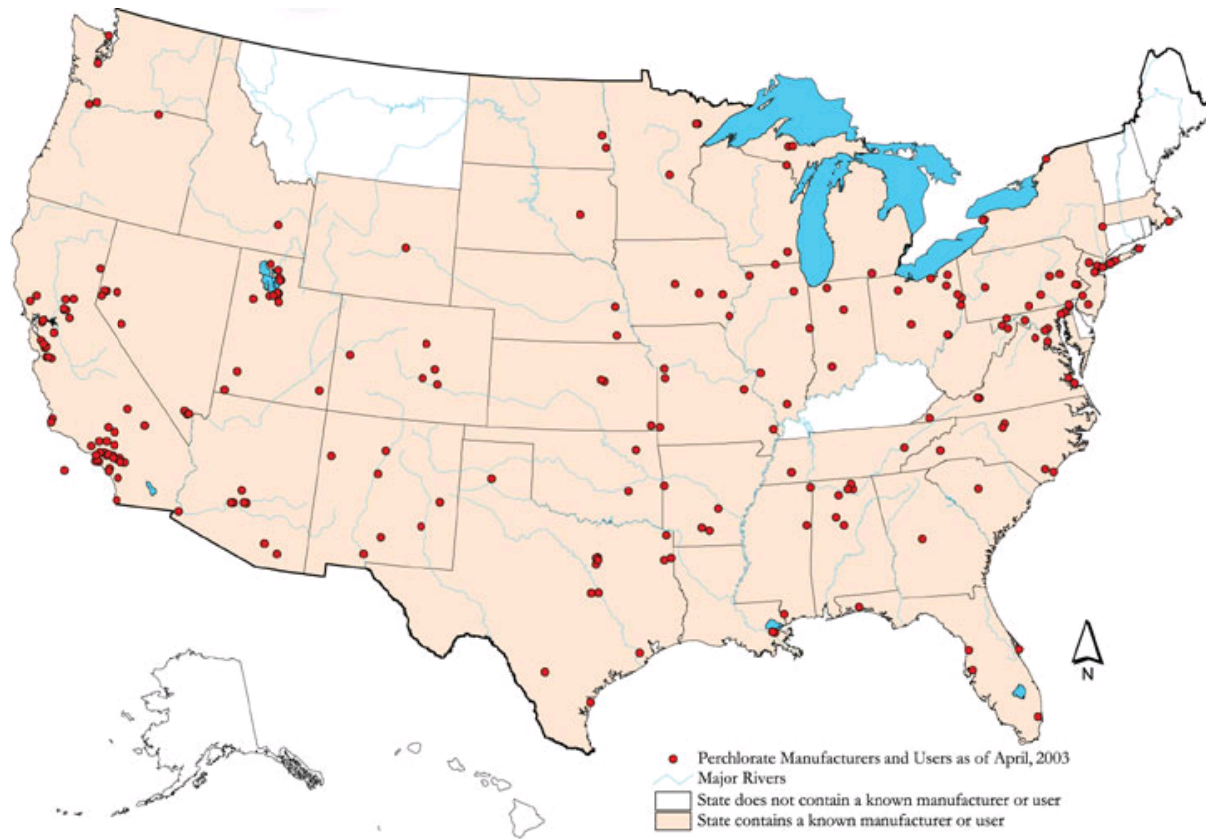 N
Perchlorate Manufacturers and Users as of April, 2003
Major Rivers
State does not contain a known manufacturer or user
State contains a known manufacturer or user